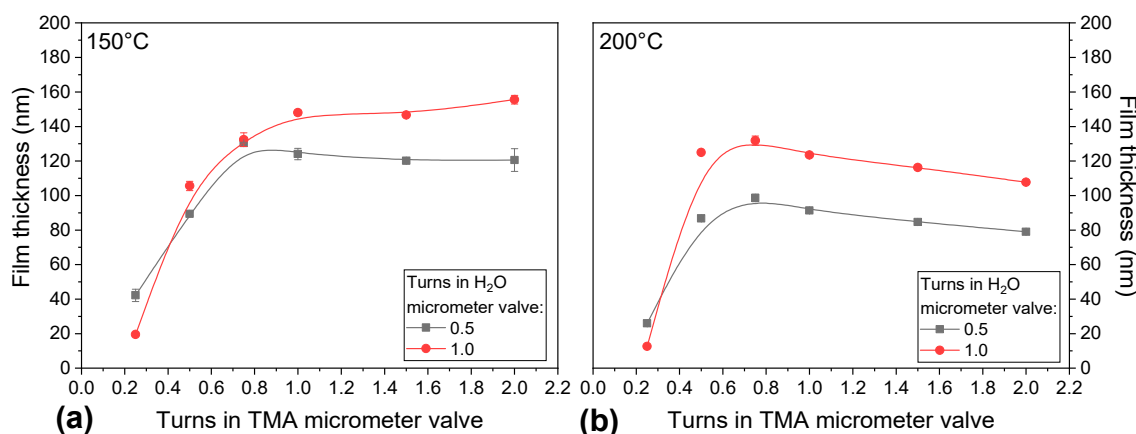 200
180
160
140
120
100
80
60
40
20
0
Film thickness (nm)
150°C
Turns in H₂O
micrometer valve:
0.5
1.0
0.0 0.2 0.4 0.6 0.8 1.0 1.2 1.4 1.6 1.8 2.0 2.2
(a) Turns in TMA micrometer valve
200°C
Turns in H₂O
micrometer valve:
0.5
1.0
0.0 0.2 0.4 0.6 0.8 1.0 1.2 1.4 1.6 1.8 2.0 2.2
(b) Turns in TMA micrometer valve
200
180
160
140
120
100
80
60
40
20
0
Film thickness (nm)